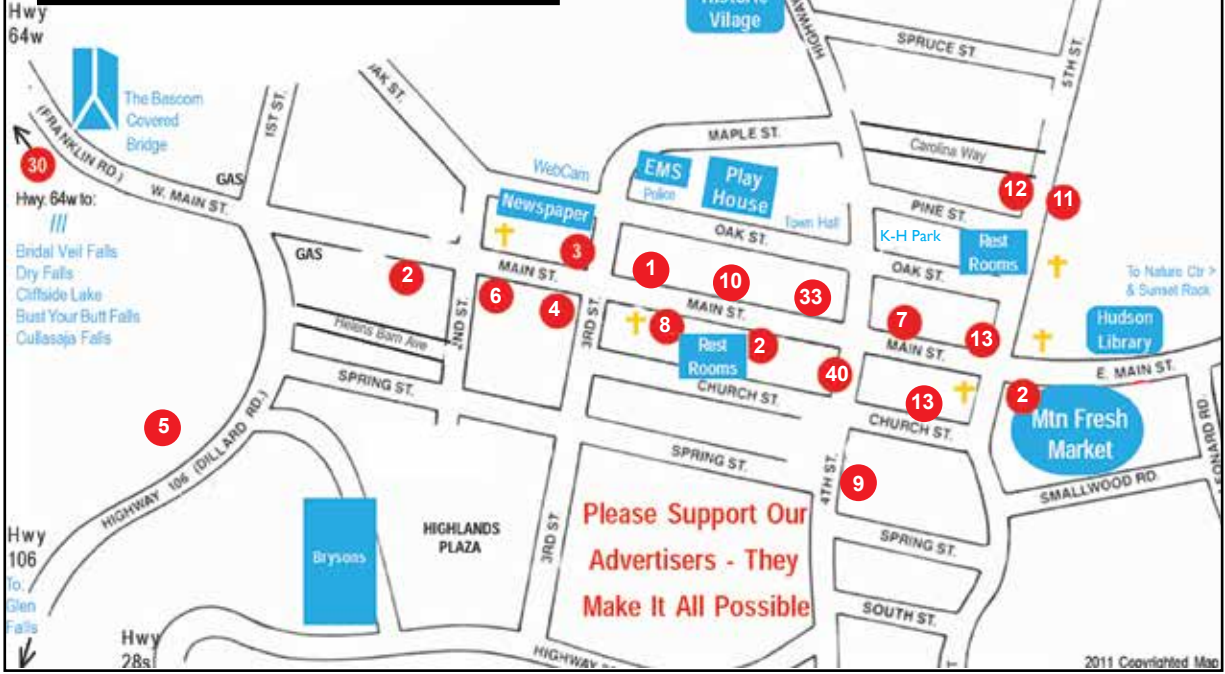 Hwy
64w
Vilage
HIGHWAY
SPRUCE ST.
5TH ST.
The Bascom
Covered
Bridge
1ST ST.
OAK ST.
MAPLE ST.
Carolina Way
(FRANKLIN RD.)
30
W. MAIN ST.
GAS
WebCam
EMS
Police
Play
House
Town Hall
12
11
PINE ST.
Hwy. 64w to:
///
Bridal Veil Falls
Dry Falls
Cliffside Lake
Bust Your Butt Falls
Cullasaja Falls
Newspaper
3
OAK ST.
K-H Park
Rest
Rooms
OAK ST.
GAS
2
MAIN ST.
1
10
33
To Nature Ctr >
& Sunset Rock
6
4
2ND ST.
3RD ST.
MAIN ST.
8
Rest
Rooms
2
40
7
MAIN ST.
13
Hudson
Library
Helens Barn Ave
SPRING ST.
CHURCH ST.
13
CHURCH ST.
E. MAIN ST.
2
Mtn Fresh
Market
5
HIGHWAY 106 (DILLARD RD.)
SPRING ST.
4TH ST.
9
SMALLWOOD RD.
Hwy
106
To:
Glen
Falls
Brysons
HIGHLANDS
PLAZA
3RD ST
Please Support Our
Advertisers - They
Make It All Possible
SPRING ST.
SOUTH ST.
Hwy
28s
HIGHWAY
2011 Copyrighted Map